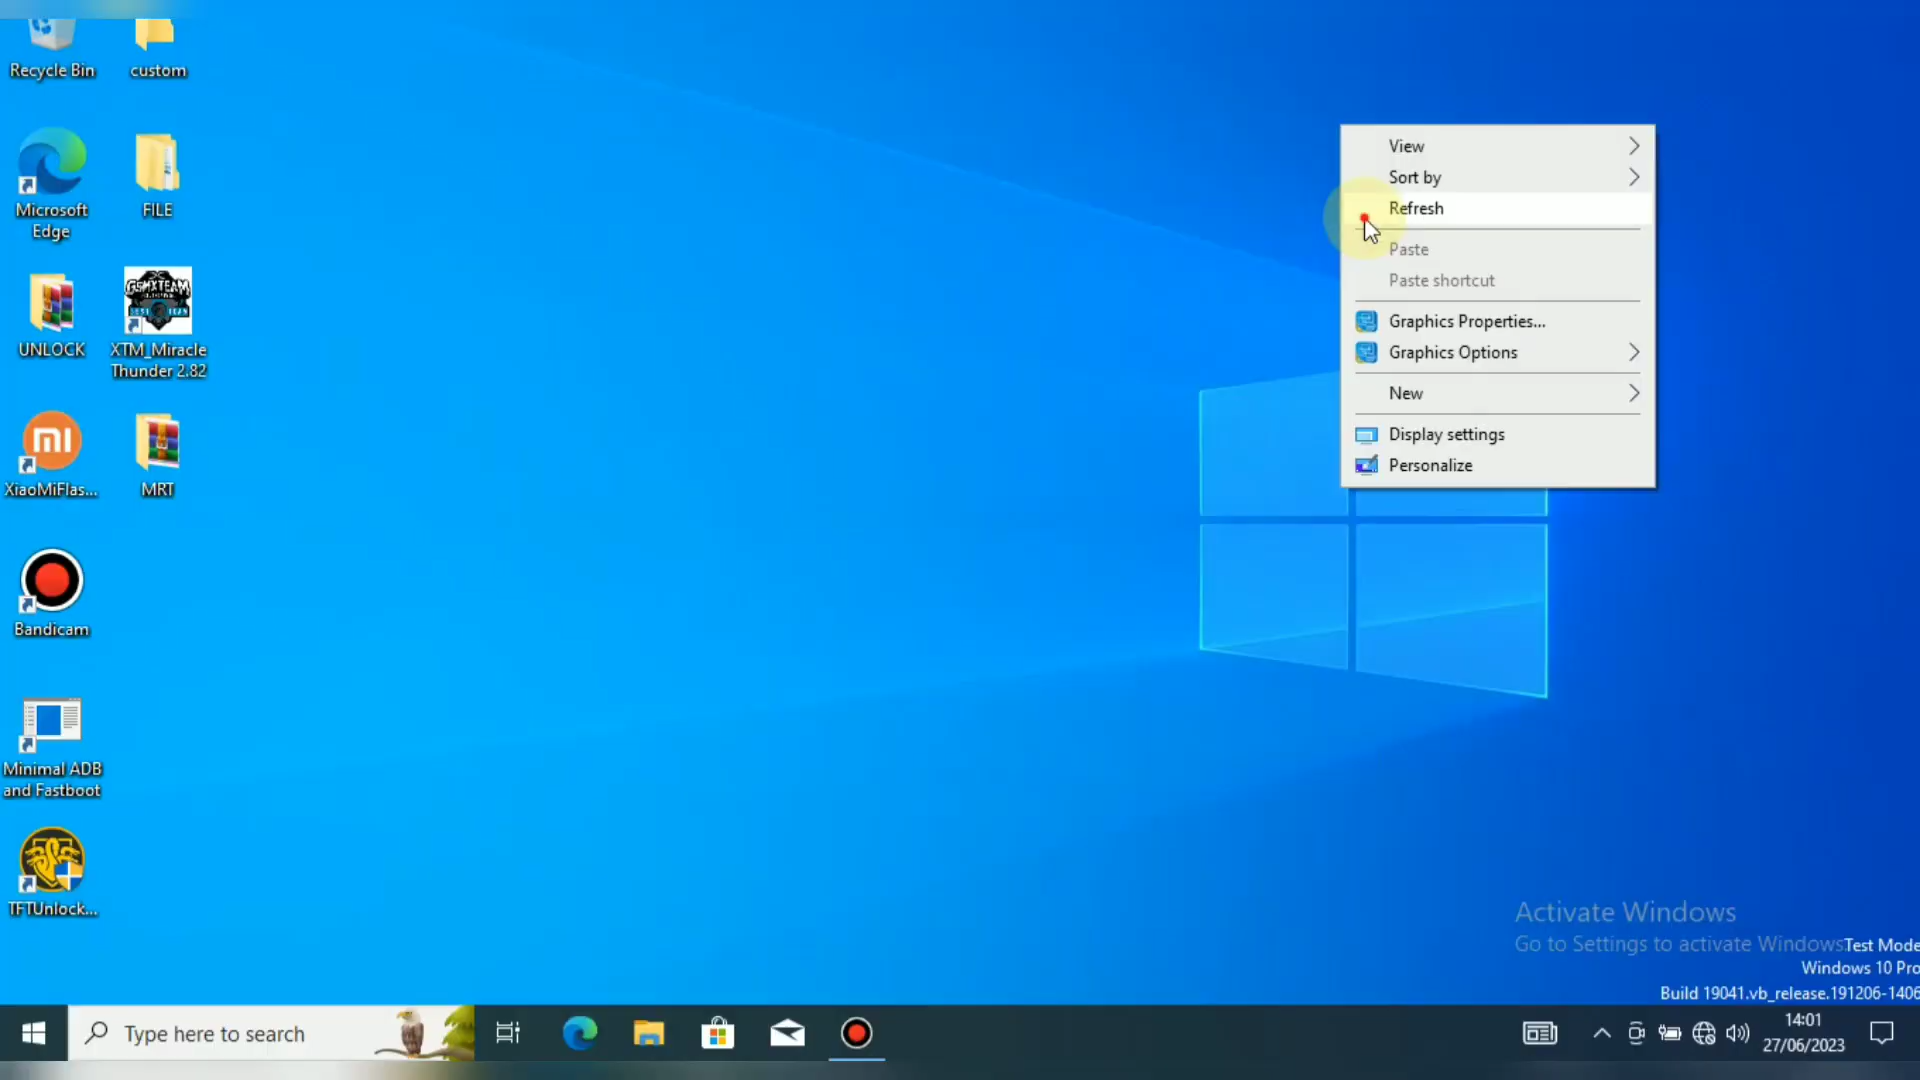 Recycle Bin
custom
Microsoft
Edge
FILE
UNLOCK
GSMXTEAM
XTM_Miracle
Thunder 2.82
XiaoMiFlas...
MRT
Bandicam
Minimal ADB
and Fastboot
TFTUnlock...
View
Sort by
Refresh
Paste
Paste shortcut
Graphics Properties...
Graphics Options
New
Display settings
Personalize
Activate Windows
Go to Settings to activate Windows.
Test Mode
Windows 10 Pro
Build 19041.vb_release.191206-1406
Type here to search
14:01
27/06/2023